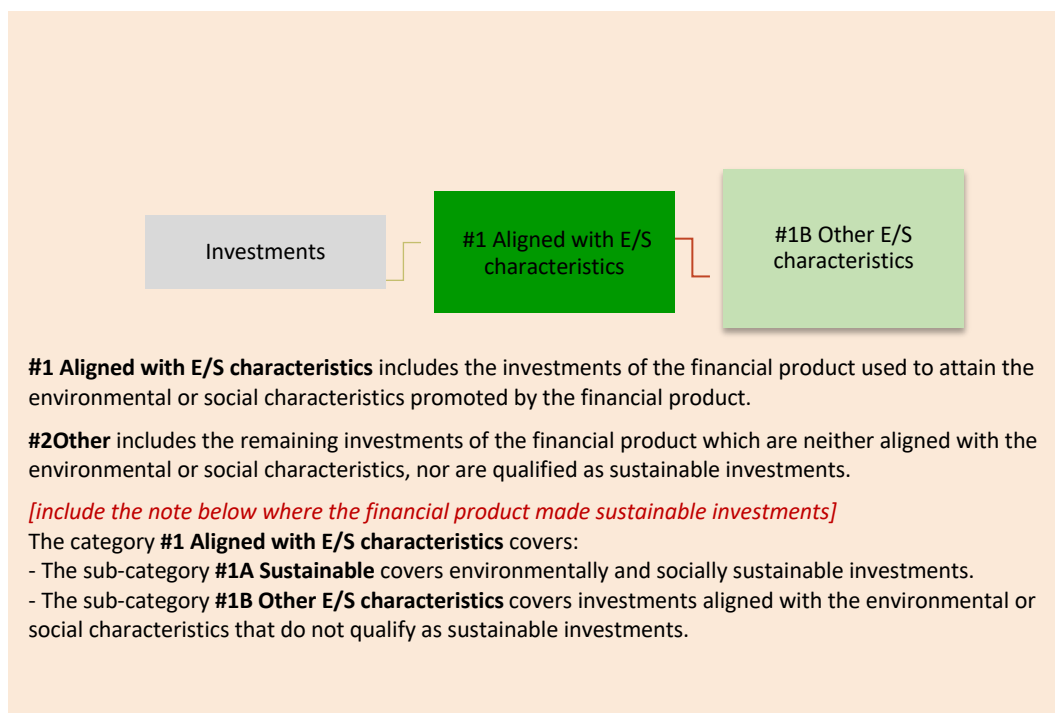 Investments
#1 Aligned with E/S
characteristics
#1B Other E/S
characteristics
#1 Aligned with E/S characteristics includes the investments of the financial product used to attain the
environmental or social characteristics promoted by the financial product.
#2Other includes the remaining investments of the financial product which are neither aligned with the
environmental or social characteristics, nor are qualified as sustainable investments.
[include the note below where the financial product made sustainable investments]
The category #1 Aligned with E/S characteristics covers:
- The sub-category #1A Sustainable covers environmentally and socially sustainable investments.
- The sub-category #1B Other E/S characteristics covers investments aligned with the environmental or
social characteristics that do not qualify as sustainable investments.